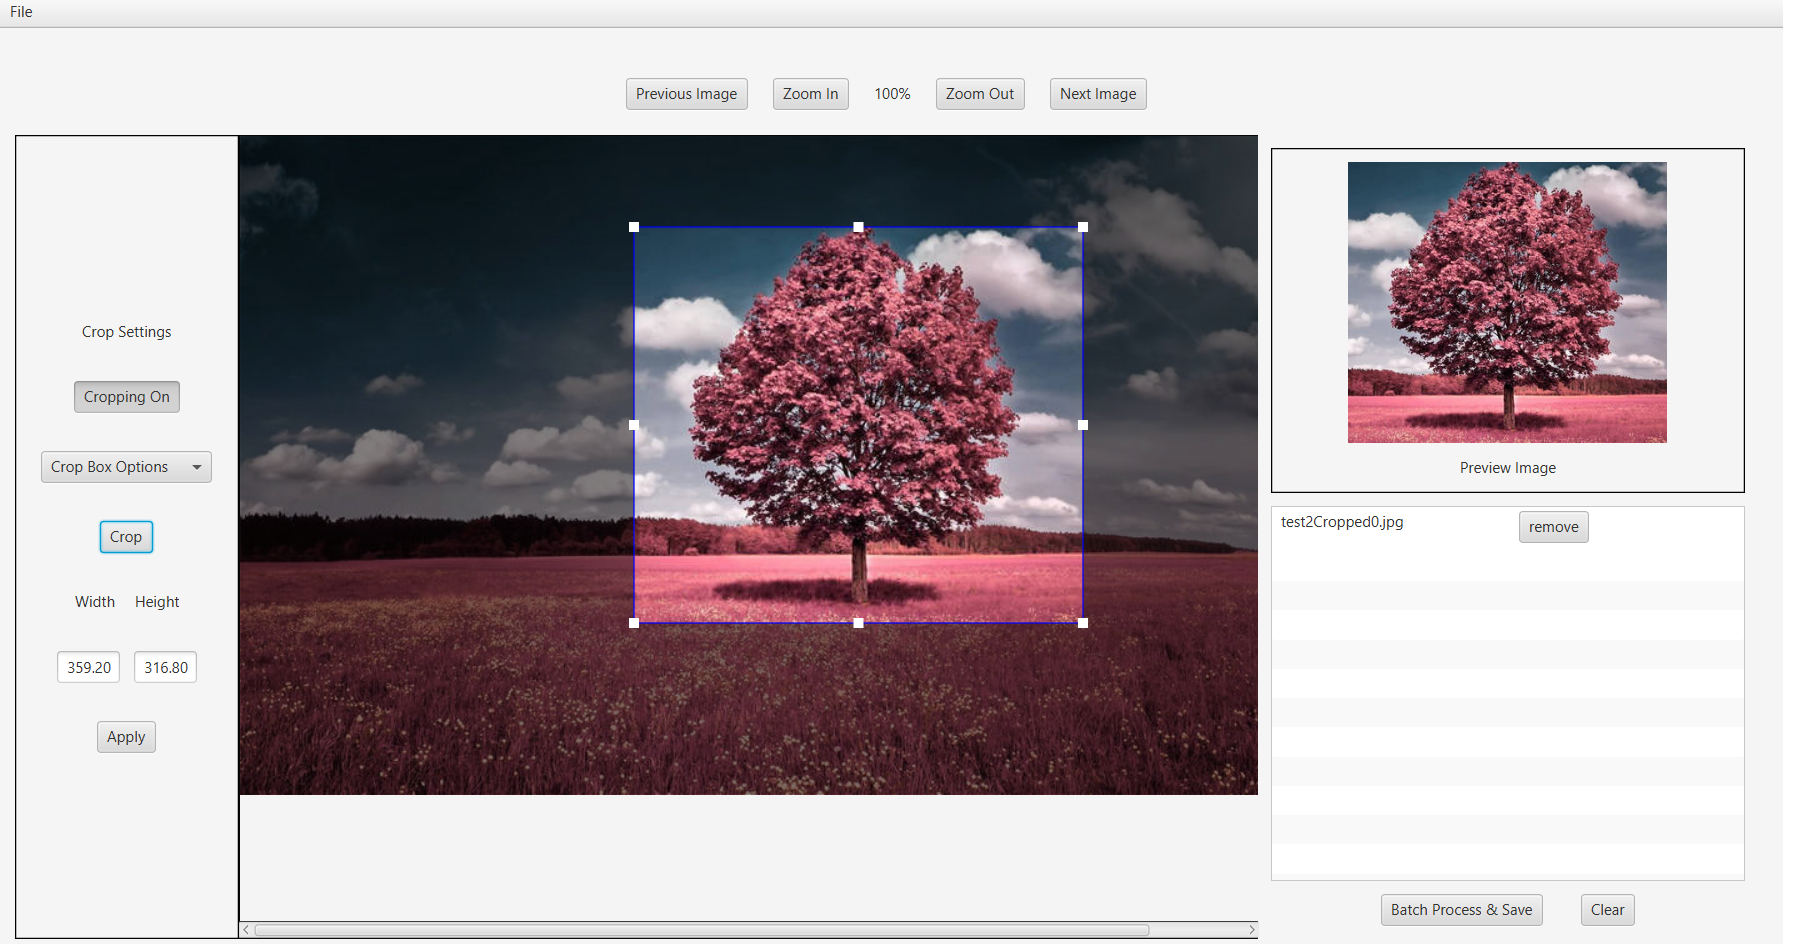 File
Previous Image Zoom In 100% Zoom Out Next Image
Crop Settings
Cropping On
Crop Box Options
Crop
Width Height
359.20 316.80
Apply
Preview Image
test2Cropped0.jpg remove
Batch Process & Save Clear